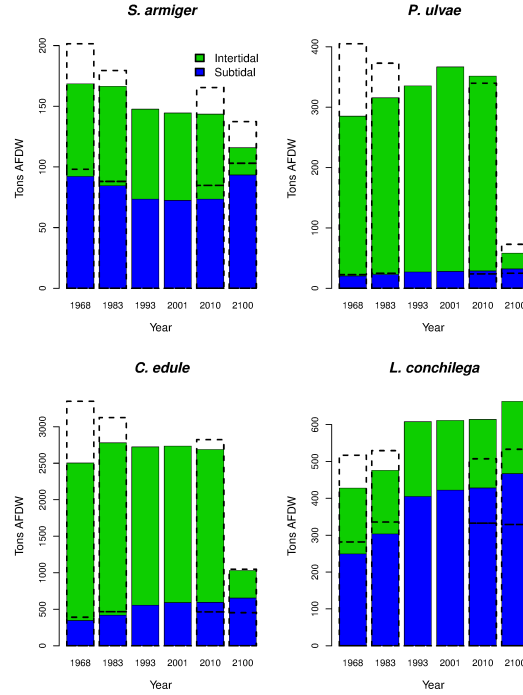 S. armiger
Tons AFDW
0
50
100
150
200
Intertidal
Subtidal
1968 1983 1993 2001 2010 2100
Year
P. ulvae
Tons AFDW
0
100
200
300
400
1968 1983 1993 2001 2010 2100
Year
C. edule
Tons AFDW
0
500
1000
1500
2000
2500
3000
1968 1983 1993 2001 2010 2100
Year
L. conchilega
Tons AFDW
0
100
200
300
400
500
600
1968 1983 1993 2001 2010 2100
Year